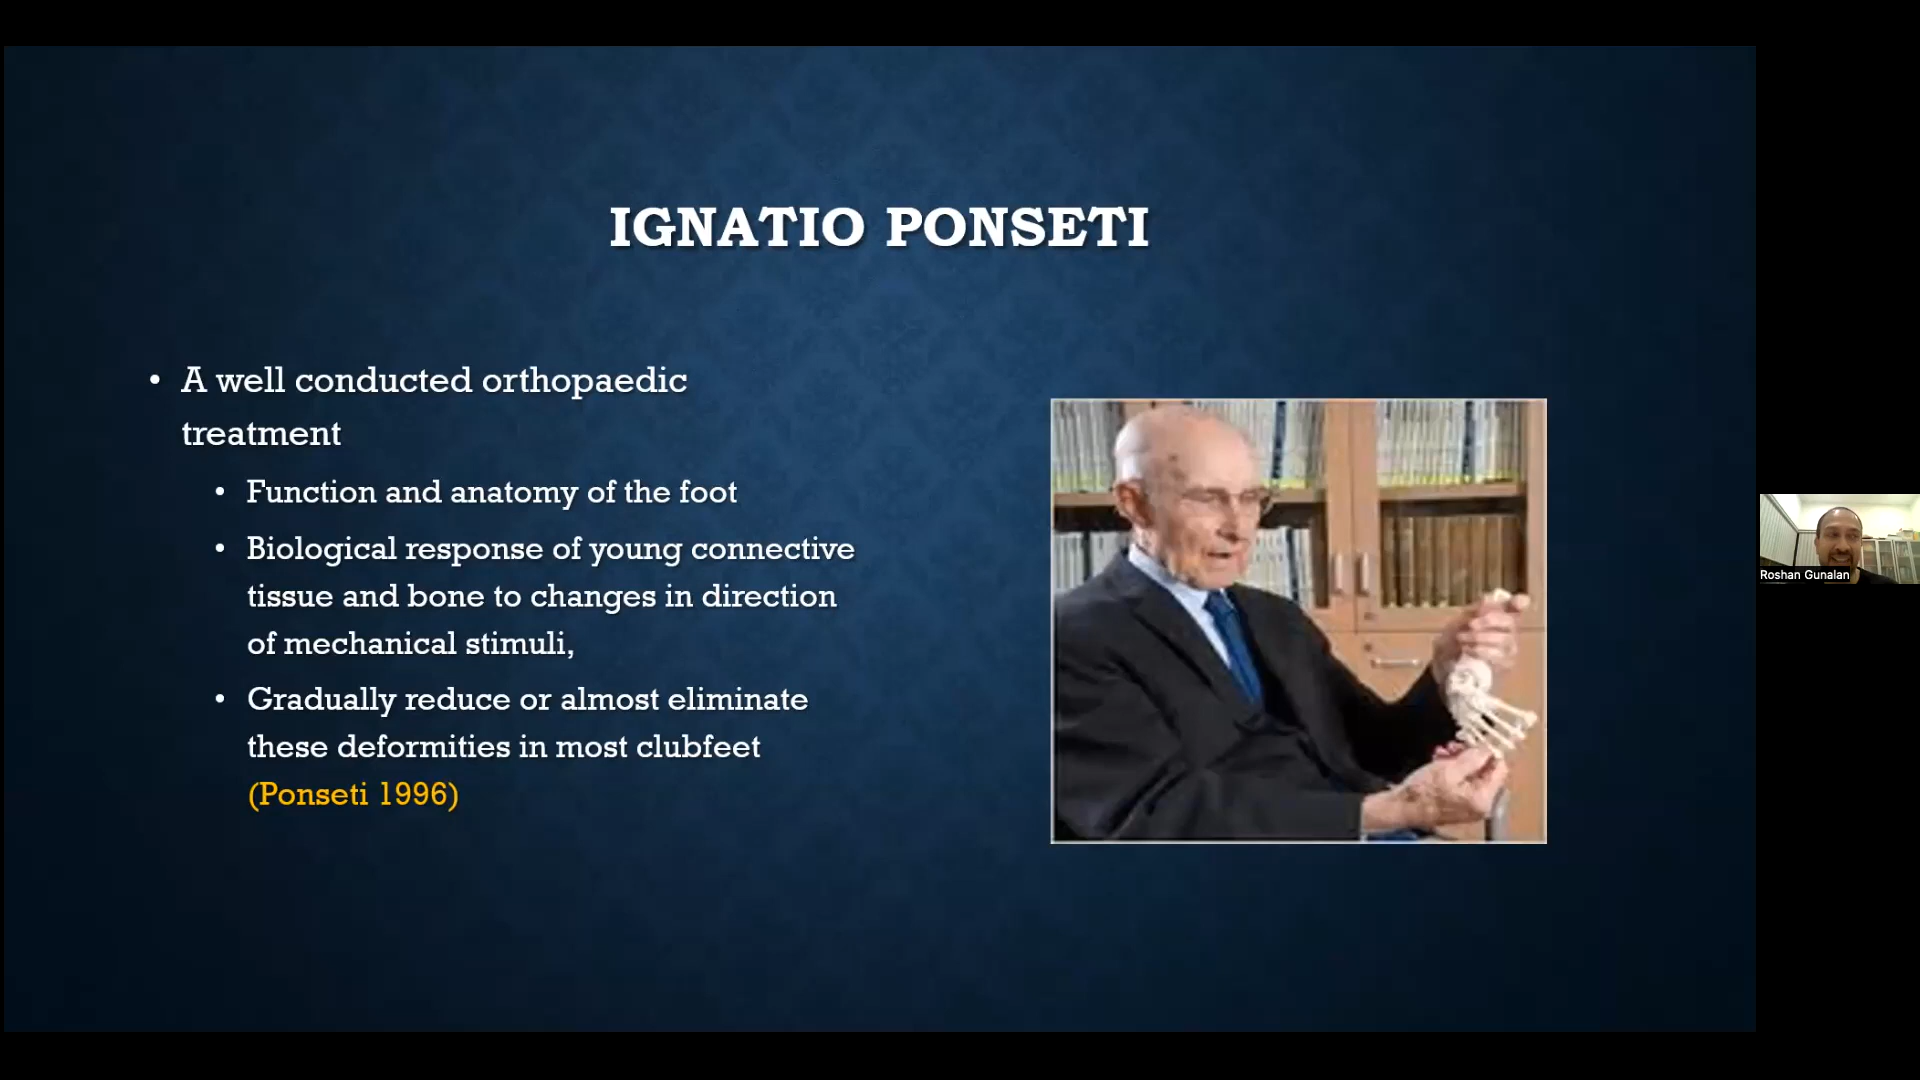 IGNATIO PONSETI
• A well conducted orthopaedic
treatment
• Function and anatomy of the foot
• Biological response of young connective
tissue and bone to changes in direction
of mechanical stimuli,
• Gradually reduce or almost eliminate
these deformities in most clubfeet
(Ponseti 1996)
Roshan Gunalan